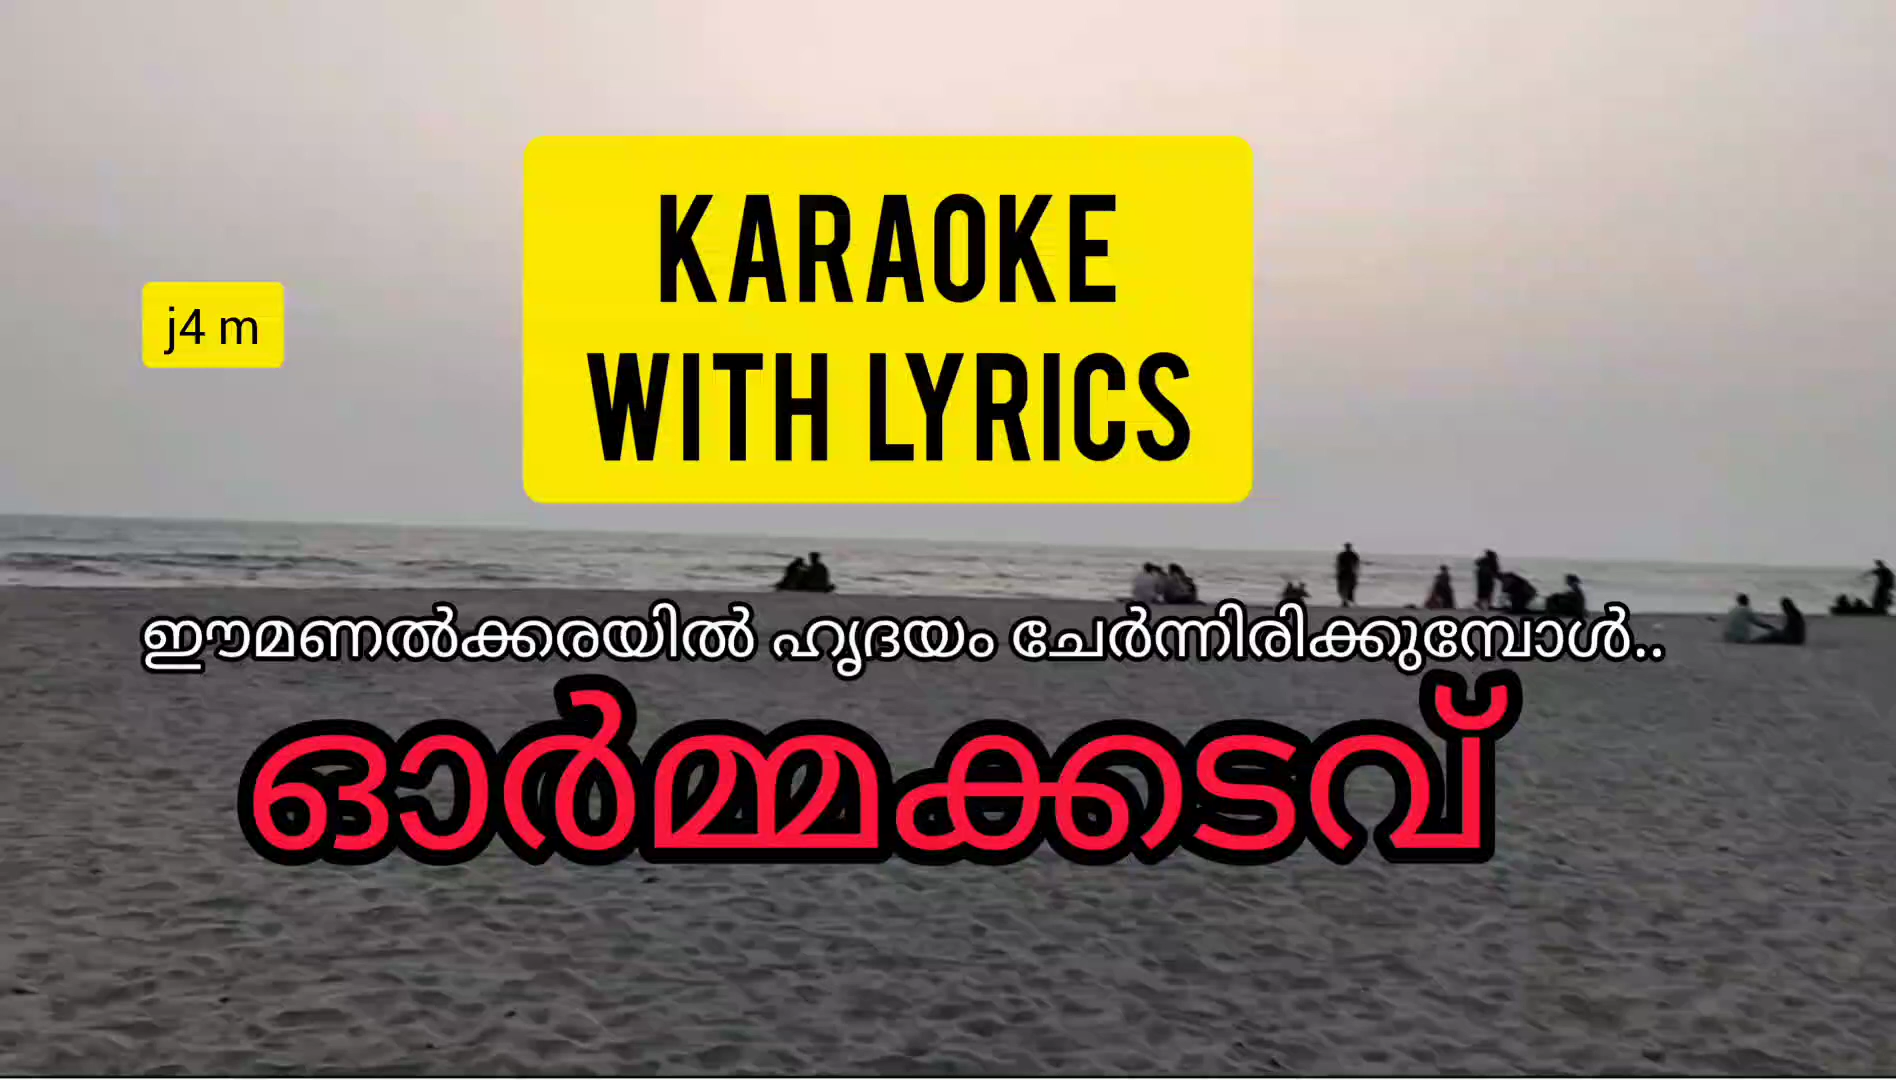 KARAOKE
WITH LYRICS
j4 m
ഈമണൽക്കരയിൽ ഹൃദയം ചേർന്നിരിക്കുമ്പോൾ..
ഓർമ്മക്കടവ്